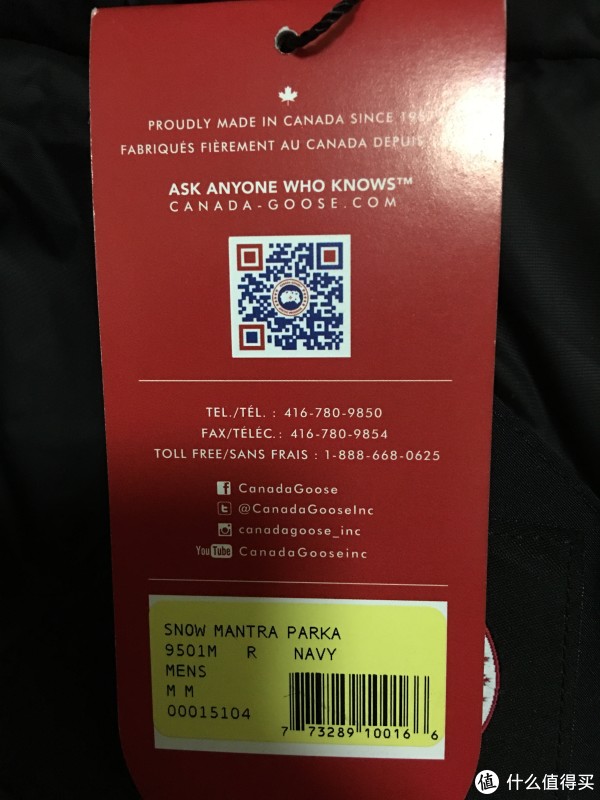 PROUDLY MADE IN CANADA SINCE
FABRIQUÉS FIÈREMENT AU CANADA DEPUIS
ASK ANYONE WHO KNOWS™
CANADA-GOOSE.COM
TEL./TÉL. : 416-780-9850
FAX/TÉLÉC.: 416-780-9854
TOLL FREE/SANS FRAIS : 1-888-668-0625
f CanadaGoose
t @CanadaGooseInc
canadagoose_inc
YouTube CanadaGooseinc
SNOW MANTRA PARKA
9501M R NAVY
MENS
M M
00015104
7 73289 10016 6
值 什么值得买